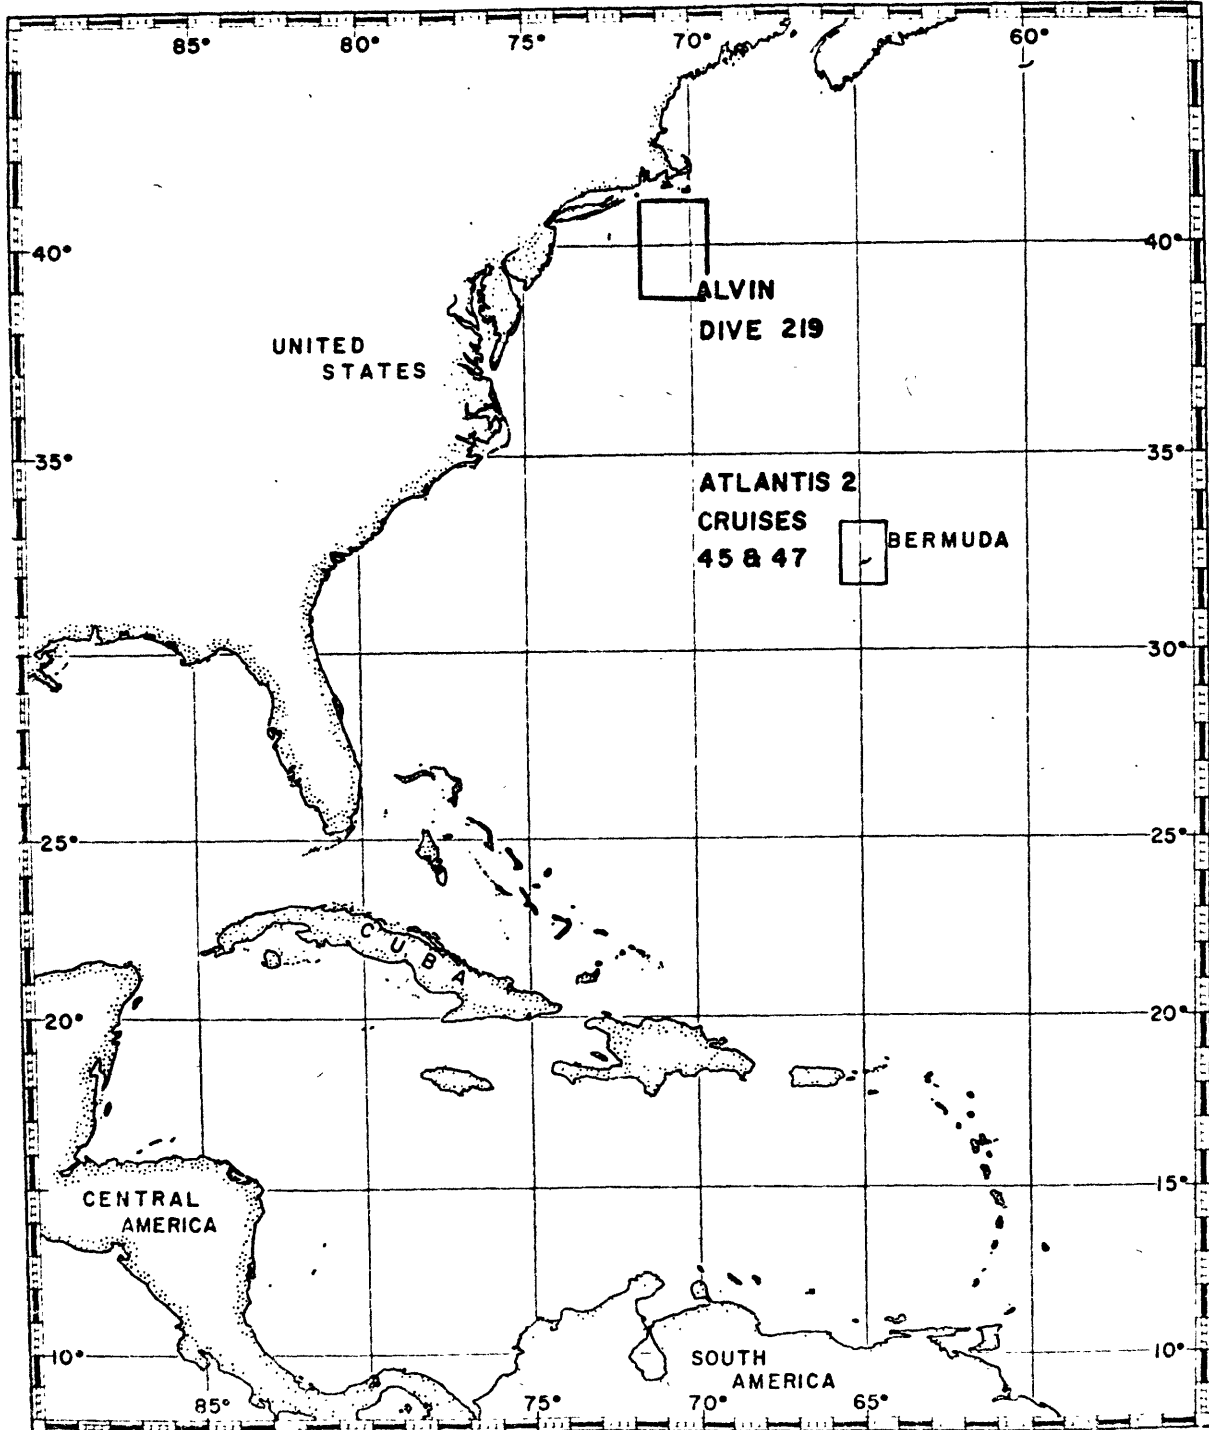 85° 80° 75° 70° 60°
40° 40°
ALVIN
DIVE 219
UNITED
STATES
35° 35°
ATLANTIS 2
CRUISES
45 & 47
BERMUDA
30°
25° 25°
CUBA
20° 20°
15°
CENTRAL
AMERICA
10° 10°
SOUTH
AMERICA
85° 75° 70° 65°